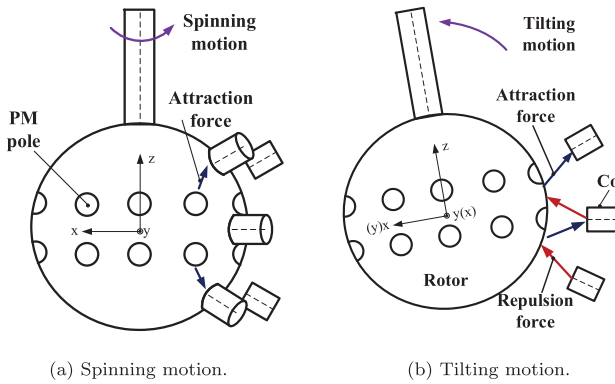 Spinning
motion
Attraction
force
PM
pole
z
x
y
(a) Spinning motion.
Tilting
motion
Attraction
force
z
(y)x
y(x)
Rotor
Repulsion
force
(b) Tilting motion.